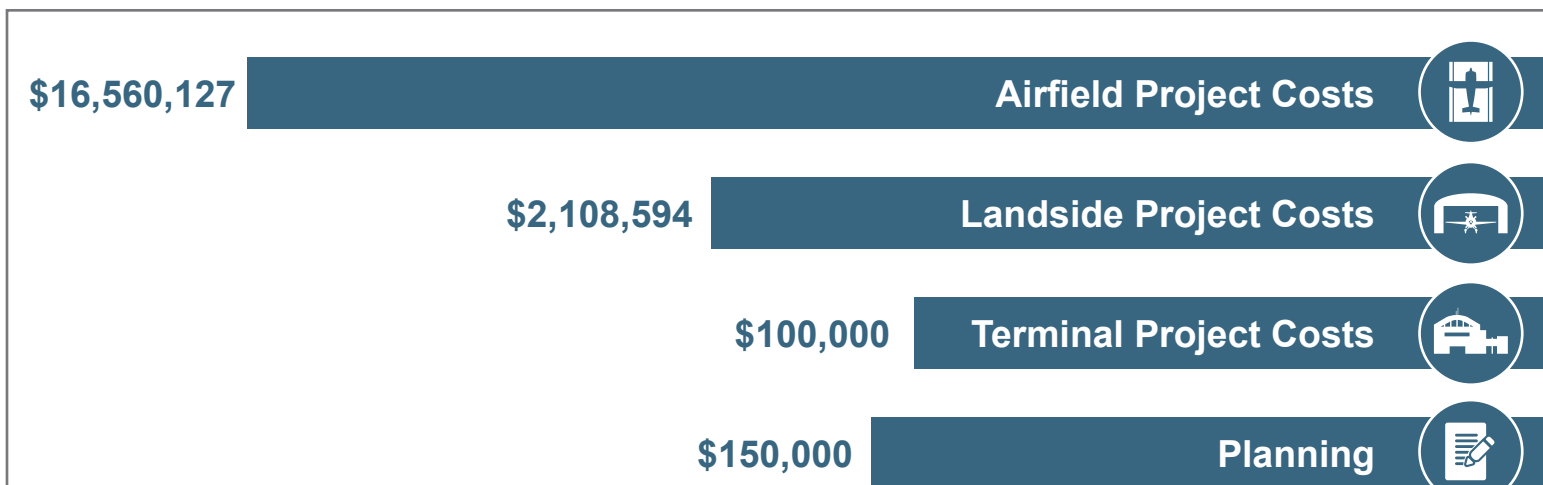 $16,560,127 Airfield Project Costs
$2,108,594 Landside Project Costs
$100,000 Terminal Project Costs
$150,000 Planning